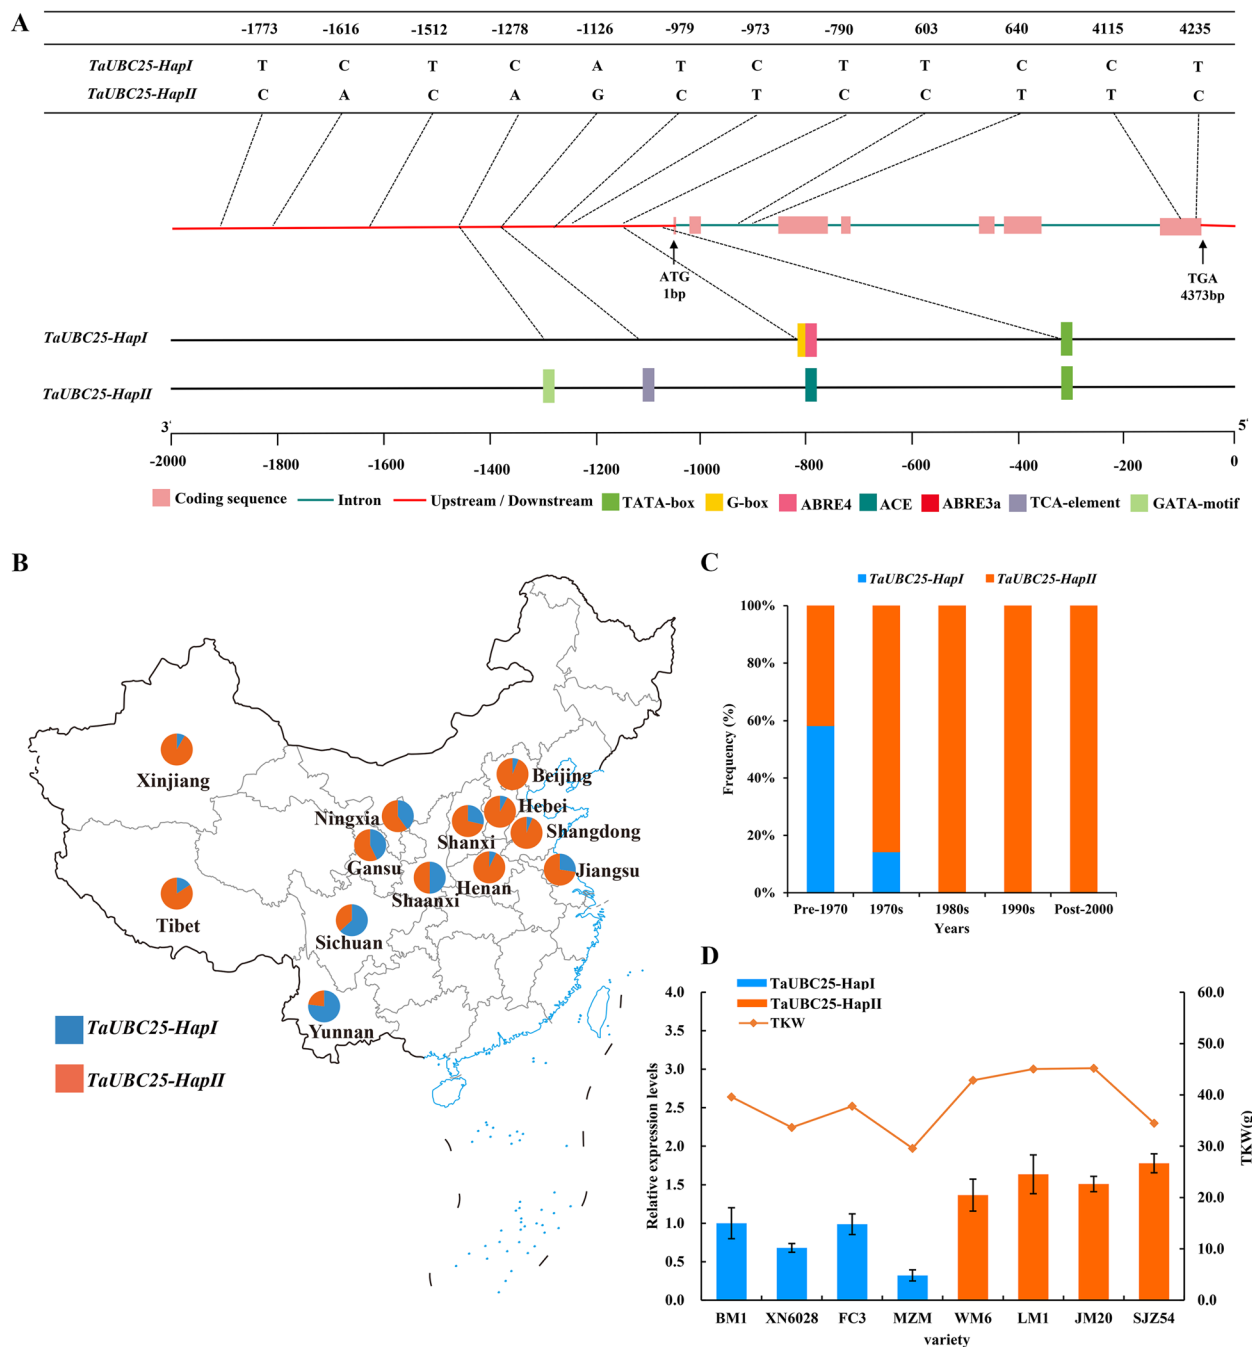 A
-1773 -1616 -1512 -1278 -1126 -979 -973 -790 603 640 4115 4235
TaUBC25-HapI T C T C A T C T T C C T
TaUBC25-HapII C A C A G C T C C T T C
ATG
1bp
TGA
4373bp
TaUBC25-HapI
TaUBC25-HapII
3' 5'
-2000 -1800 -1600 -1400 -1200 -1000 -800 -600 -400 -200 0
Coding sequence Intron Upstream / Downstream TATA-box G-box ABRE4 ACE ABRE3a TCA-element GATA-motif
B
Xinjiang
Beijing
Hebei
Ningxia
Shanxi
Shangdong
Gansu
Henan
Jiangsu
Shaanxi
Tibet
Sichuan
Yunnan
TaUBC25-HapI
TaUBC25-HapII
C
TaUBC25-HapI TaUBC25-HapII
Frequency (%)
100%
80%
60%
40%
20%
0%
Pre-1970 1970s 1980s 1990s Post-2000
Years
D
TaUBC25-HapI
TaUBC25-HapII
TKW
Relative expression levels
4.0
3.5
3.0
2.5
2.0
1.5
1.0
0.5
0.0
60.0
50.0
40.0
30.0
20.0
10.0
0.0
TKW(g)
BM1 XN6028 FC3 MZM WM6 LM1 JM20 SJZ54
variety